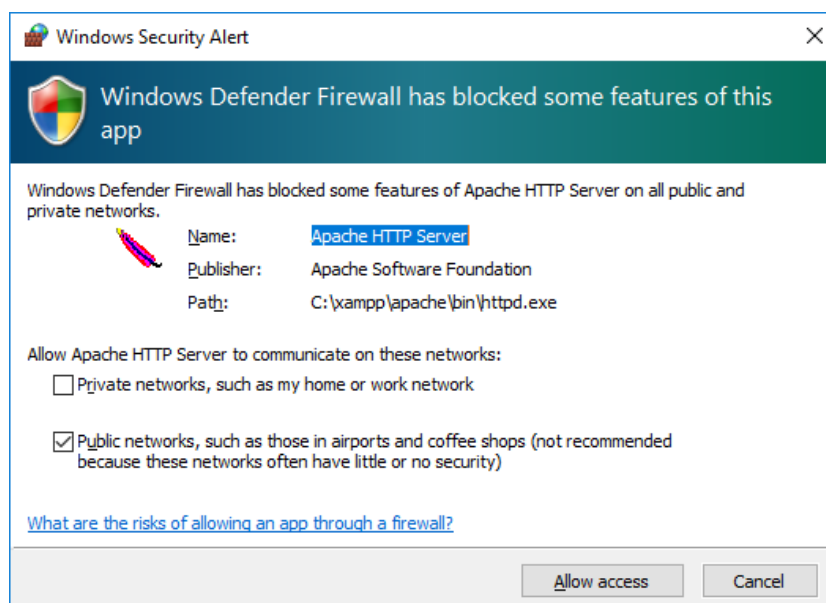 Windows Security Alert
Windows Defender Firewall has blocked some features of this
app
Windows Defender Firewall has blocked some features of Apache HTTP Server on all public and
private networks.
Name: Apache HTTP Server
Publisher: Apache Software Foundation
Path: C:\xampp\apache\bin\httpd.exe
Allow Apache HTTP Server to communicate on these networks:
Private networks, such as my home or work network
Public networks, such as those in airports and coffee shops (not recommended
because these networks often have little or no security)
What are the risks of allowing an app through a firewall?
Allow access Cancel